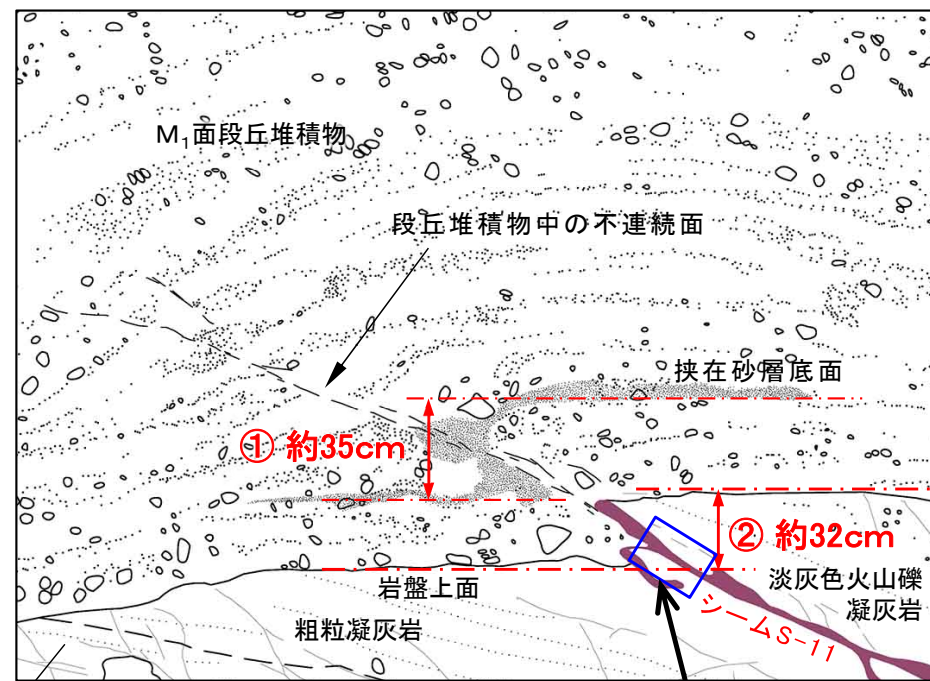 M₁面段丘堆積物
段丘堆積物中の不連続面
挟在砂層底面
① 約35cm
② 約32cm
岩盤上面
淡灰色火山礫
凝灰岩
粗粒凝灰岩
シームS-11